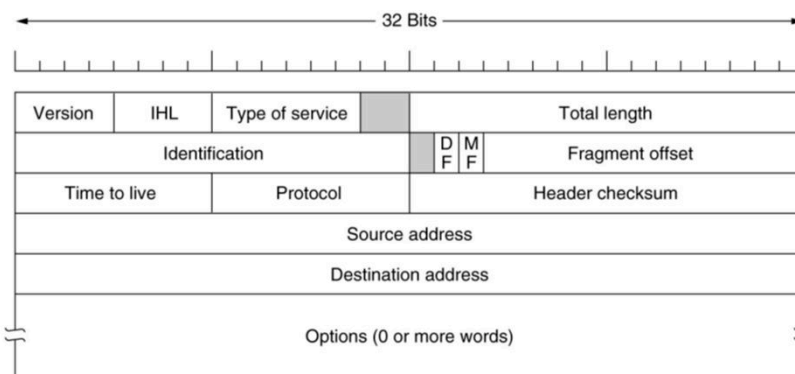 32 Bits
Version IHL Type of service Total length
Identification D F M F Fragment offset
Time to live Protocol Header checksum
Source address
Destination address
Options (0 or more words)